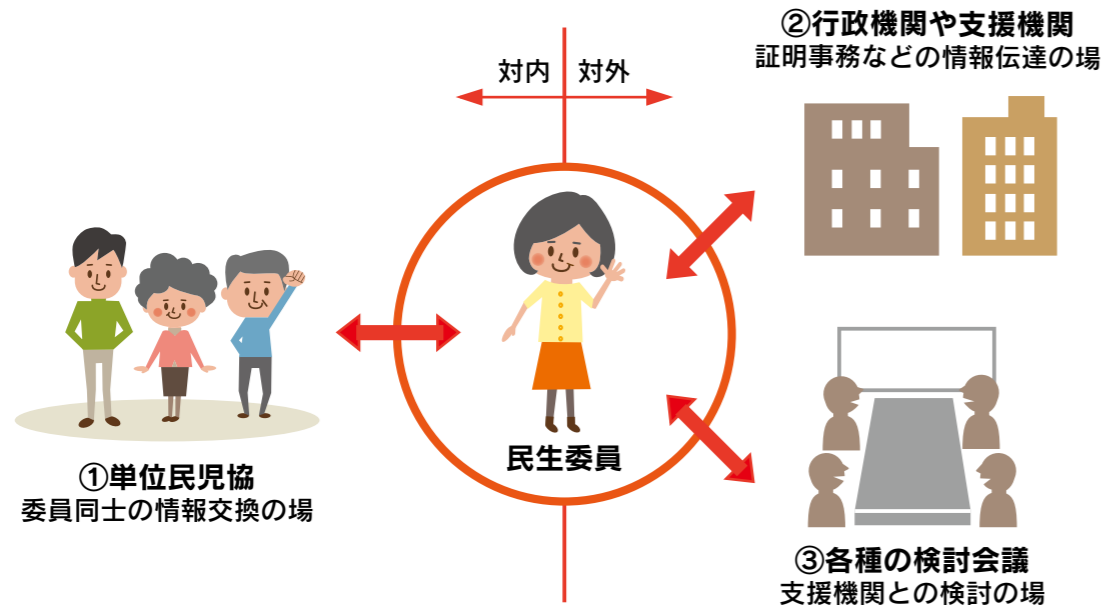 対内
対外
①単位民児協
委員同士の情報交換の場
民生委員
②行政機関や支援機関
証明事務などの情報伝達の場
③各種の検討会議
支援機関との検討の場